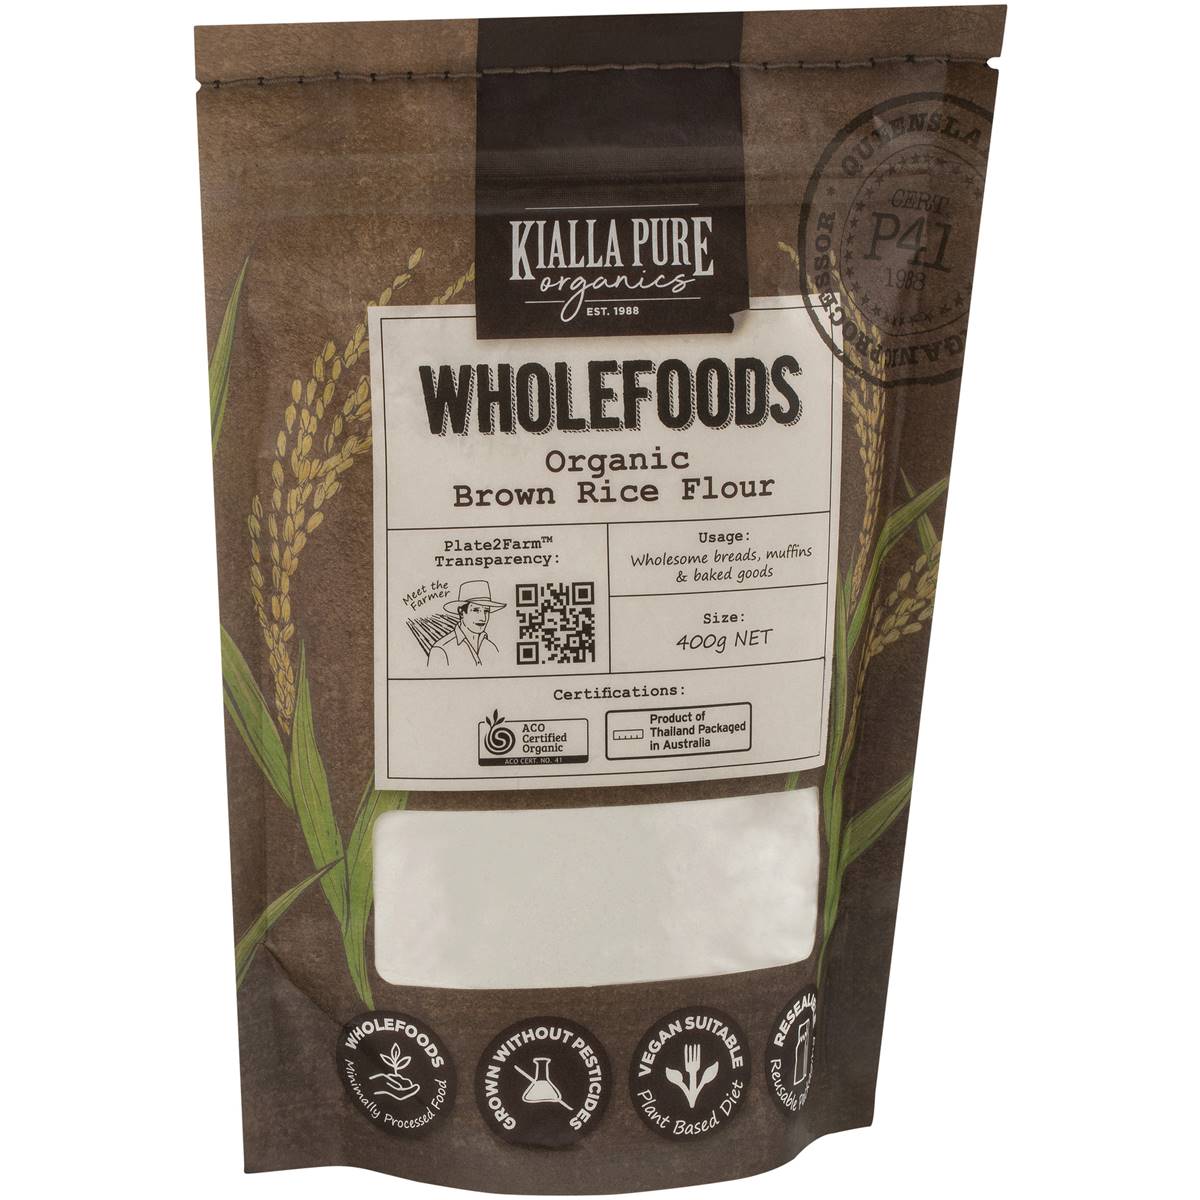 KIALLA PURE
organics
EST. 1988
QUEENSLA
CERT
P41
1988
WHOLEFOODS
Organic
Brown Rice Flour
Plate2Farm™
Transparency:
Meet the
Farmer
Usage:
Wholesome breads, muffins
& baked goods
Size:
400g NET
Certifications:
ACO
Certified
Organic
ACO CERT. NO. 41
Product of
Thailand Packaged
in Australia
WHOLEFOODS
Minimally Processed Food
GROWN WITHOUT PESTICIDES
VEGAN SUITABLE
Plant Based Diet
Reusable